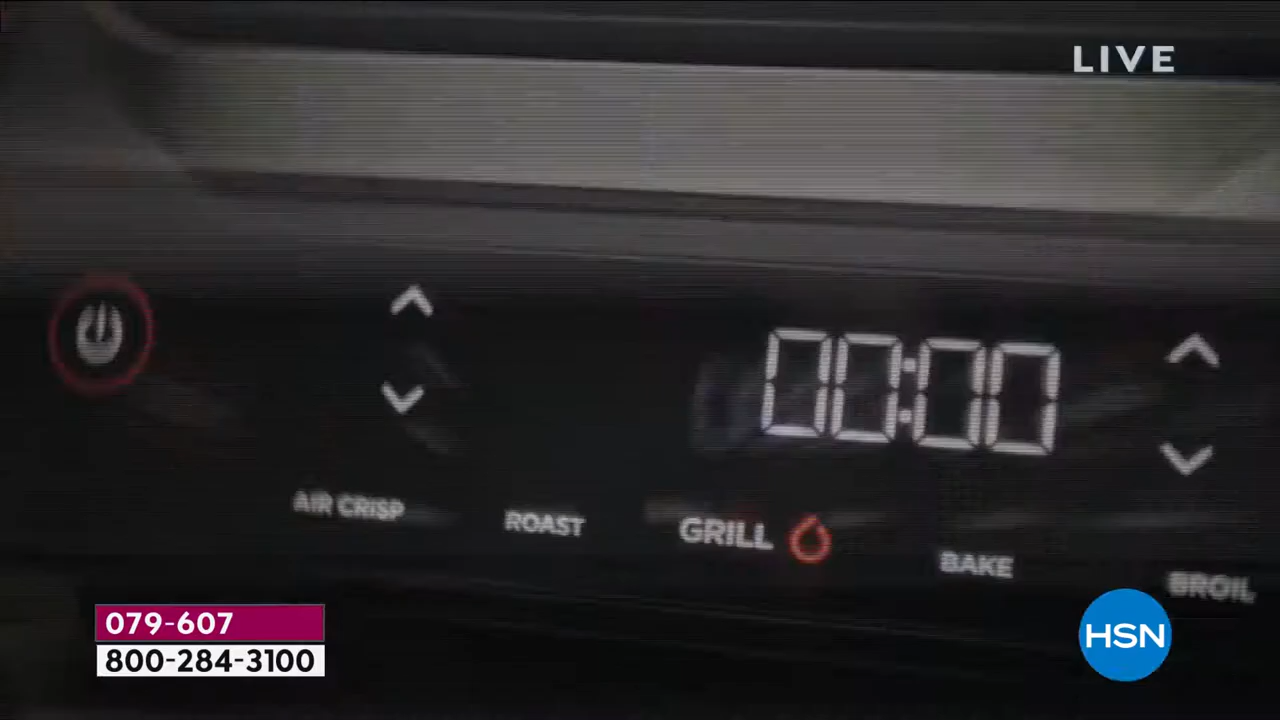 LIVE
00:00
AIR CRISP
ROAST
GRILL
BAKE
BROIL
079-607
800-284-3100
HSN